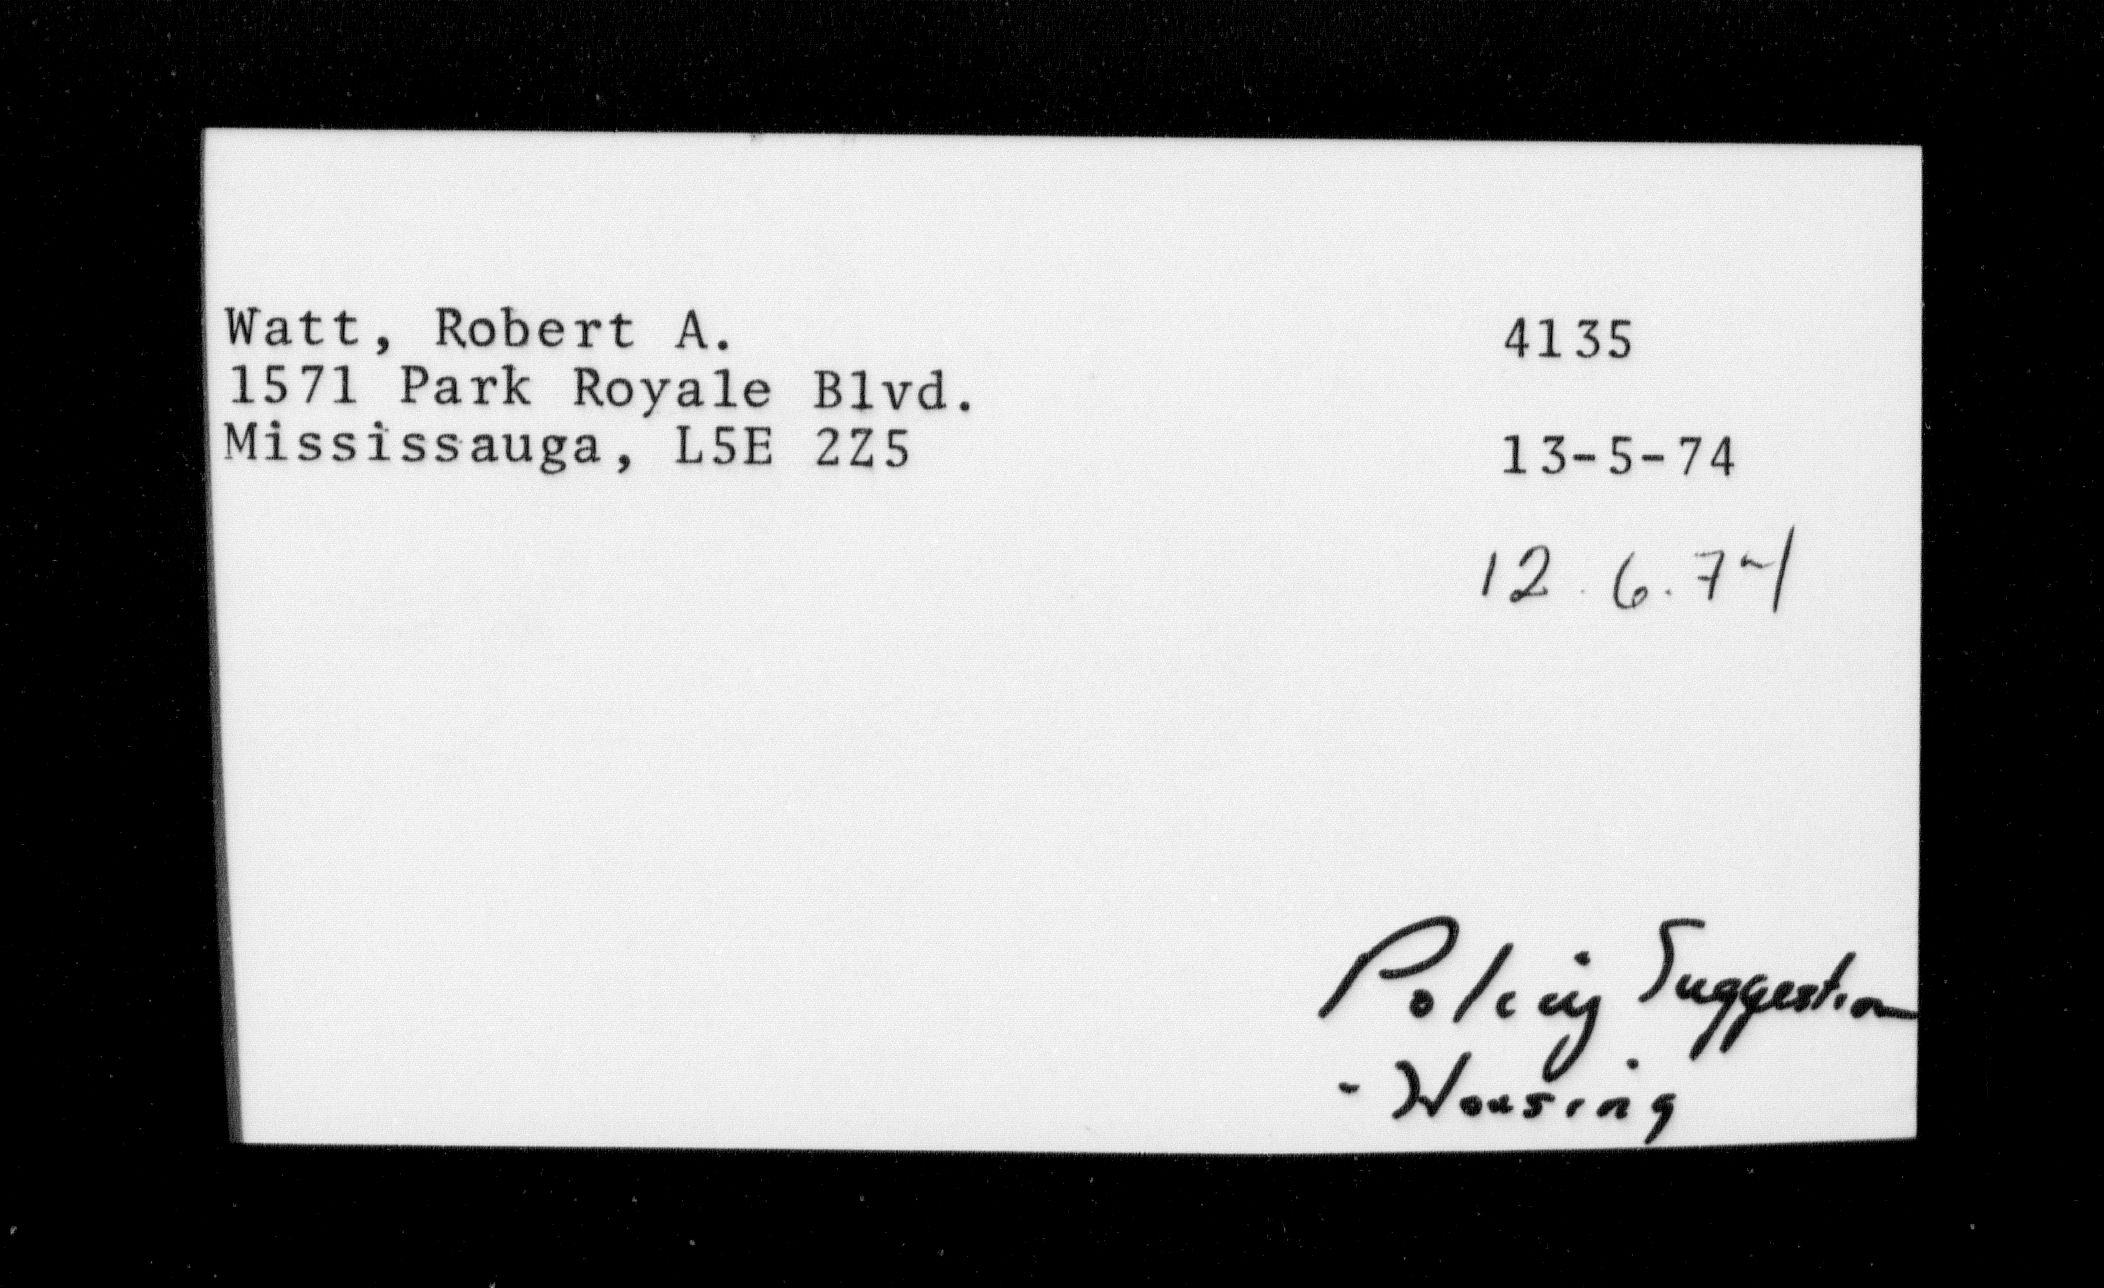 Watt, Robert A.
4135
1571 Park Royale Blvd.
Mississauga, L5E 2Z5
13-5-74
12.6.74
Policy Suggestion
- Housing